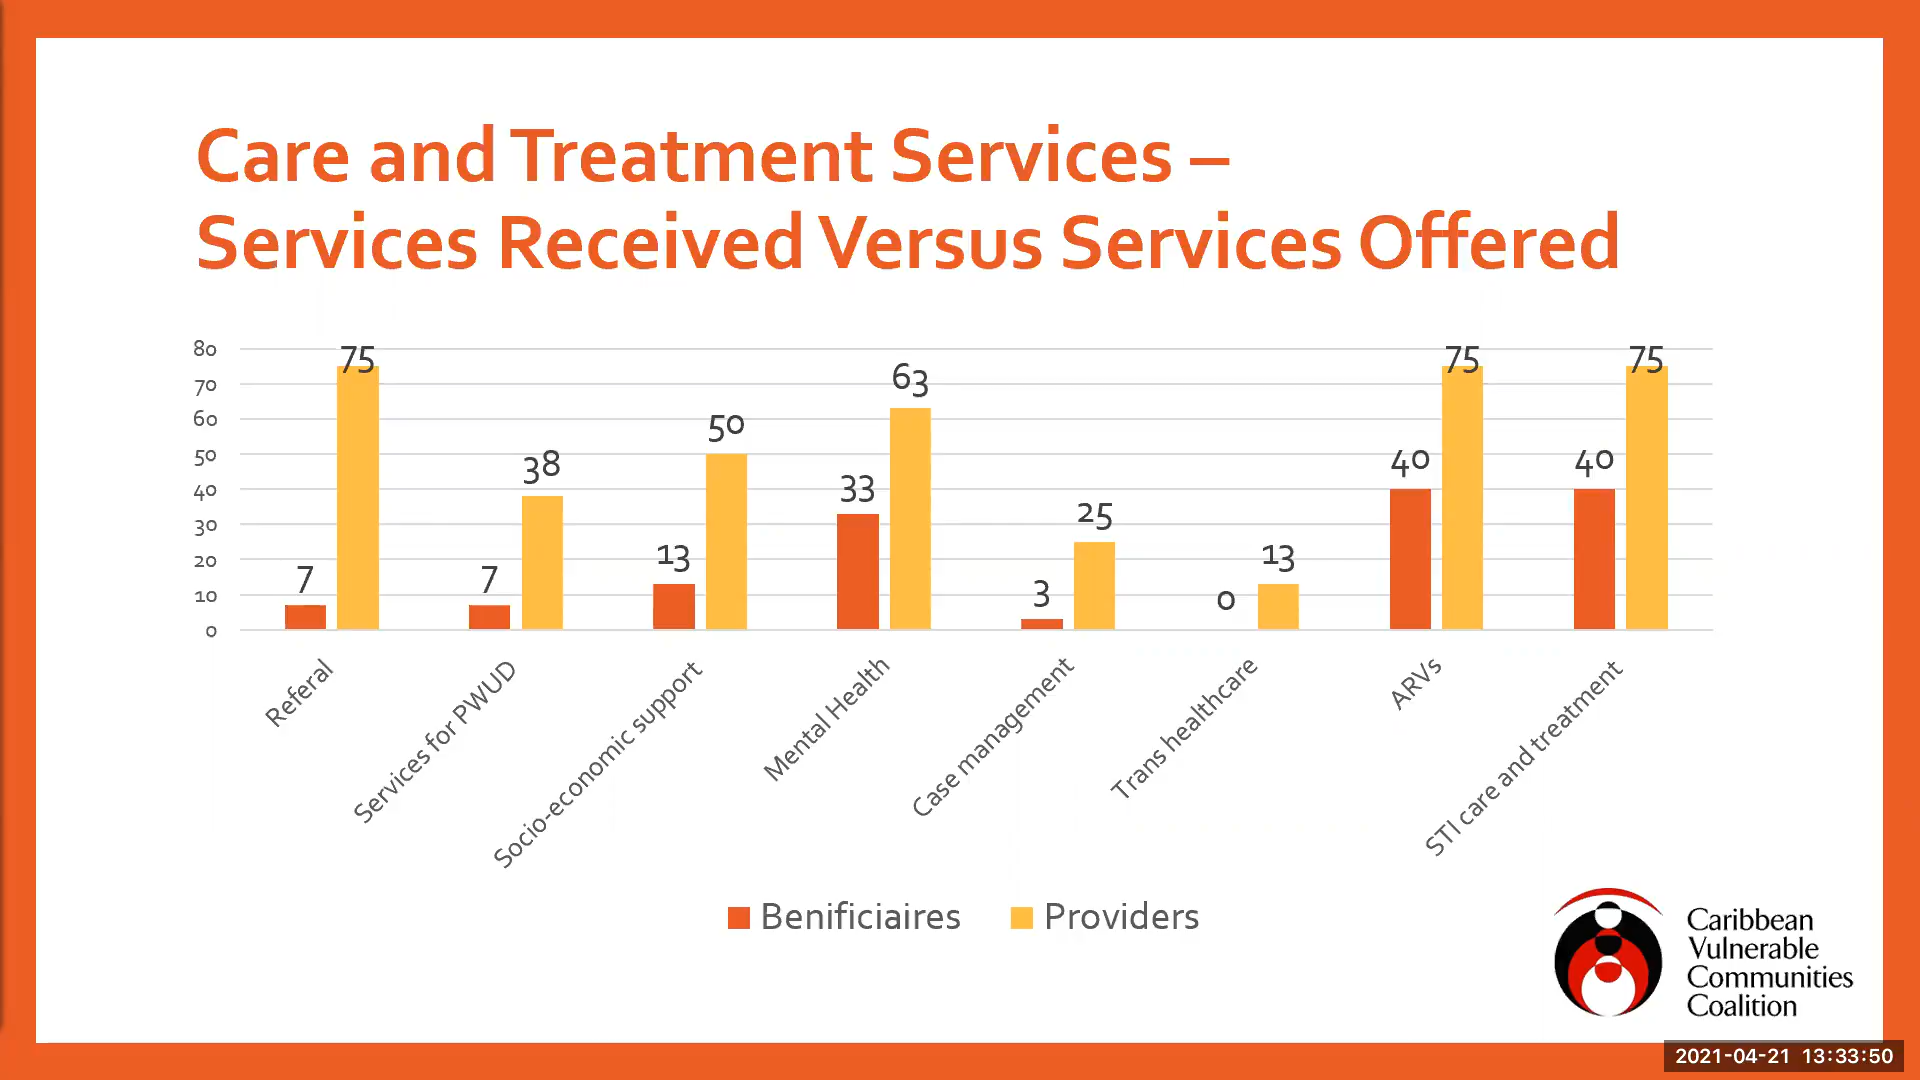 Care and Treatment Services –
Services Received Versus Services Offered
80
70
60
50
40
30
20
10
0
7
75
7
38
13
50
33
63
3
25
0
13
40
75
40
75
Referal
Services for PWUD
Socio-economic support
Mental Health
Case management
Trans healthcare
ARVs
STI care and treatment
Benificiaires
Providers
Caribbean
Vulnerable
Communities
Coalition
2021-04-21 13:33:50